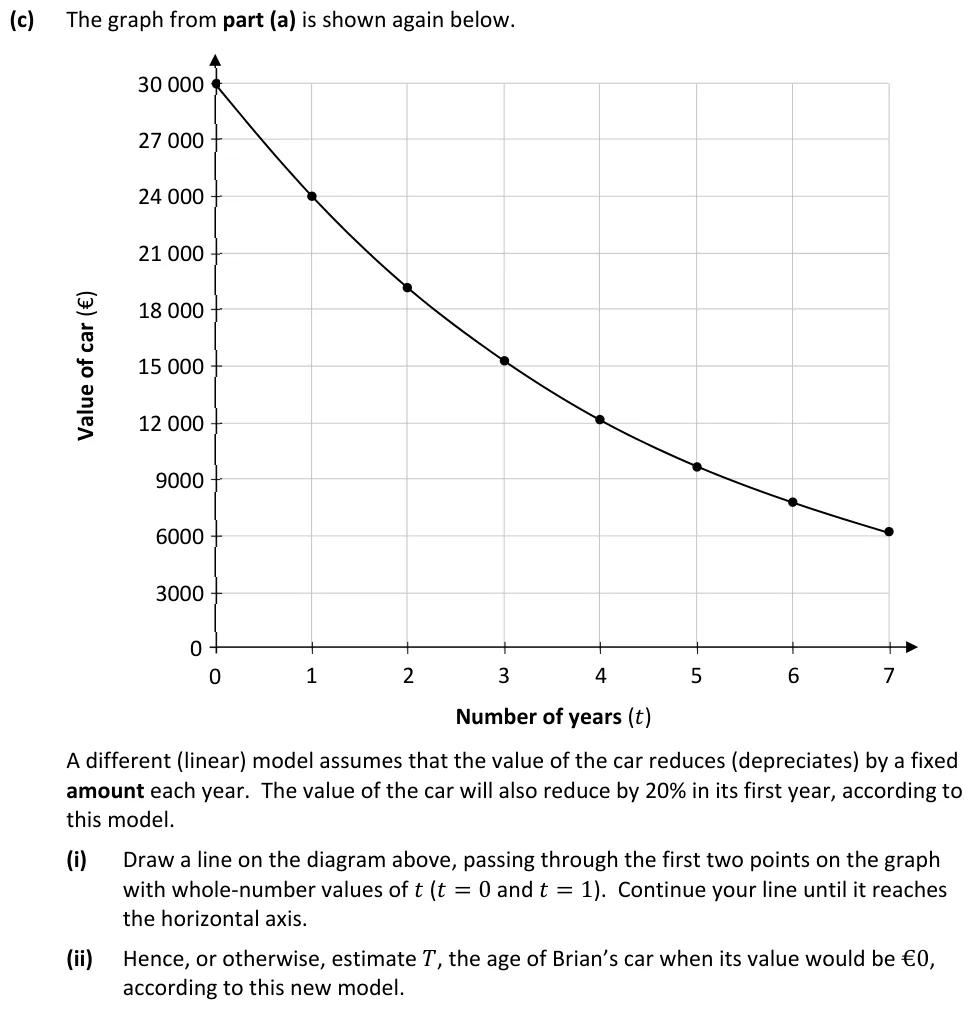 (c) The graph from part (a) is shown again below.
30 000
27 000
24 000
21 000
18 000
15 000
12 000
9000
6000
3000
0
Value of car (€)
0 1 2 3 4 5 6 7
Number of years (t)
A different (linear) model assumes that the value of the car reduces (depreciates) by a fixed
amount each year. The value of the car will also reduce by 20% in its first year, according to
this model.
(i) Draw a line on the diagram above, passing through the first two points on the graph
with whole-number values of t (t = 0 and t = 1). Continue your line until it reaches
the horizontal axis.
(ii) Hence, or otherwise, estimate T, the age of Brian’s car when its value would be €0,
according to this new model.